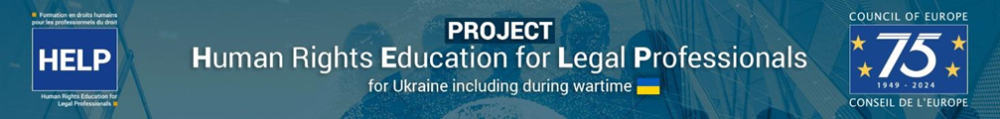 Formation en droits humains
pour les professionnels du droit
HELP
Human Rights Education for
Legal Professionals
PROJECT
Human Rights Education for Legal Professionals
for Ukraine including during wartime
COUNCIL OF EUROPE
75
1949 - 2024
CONSEIL DE L'EUROPE